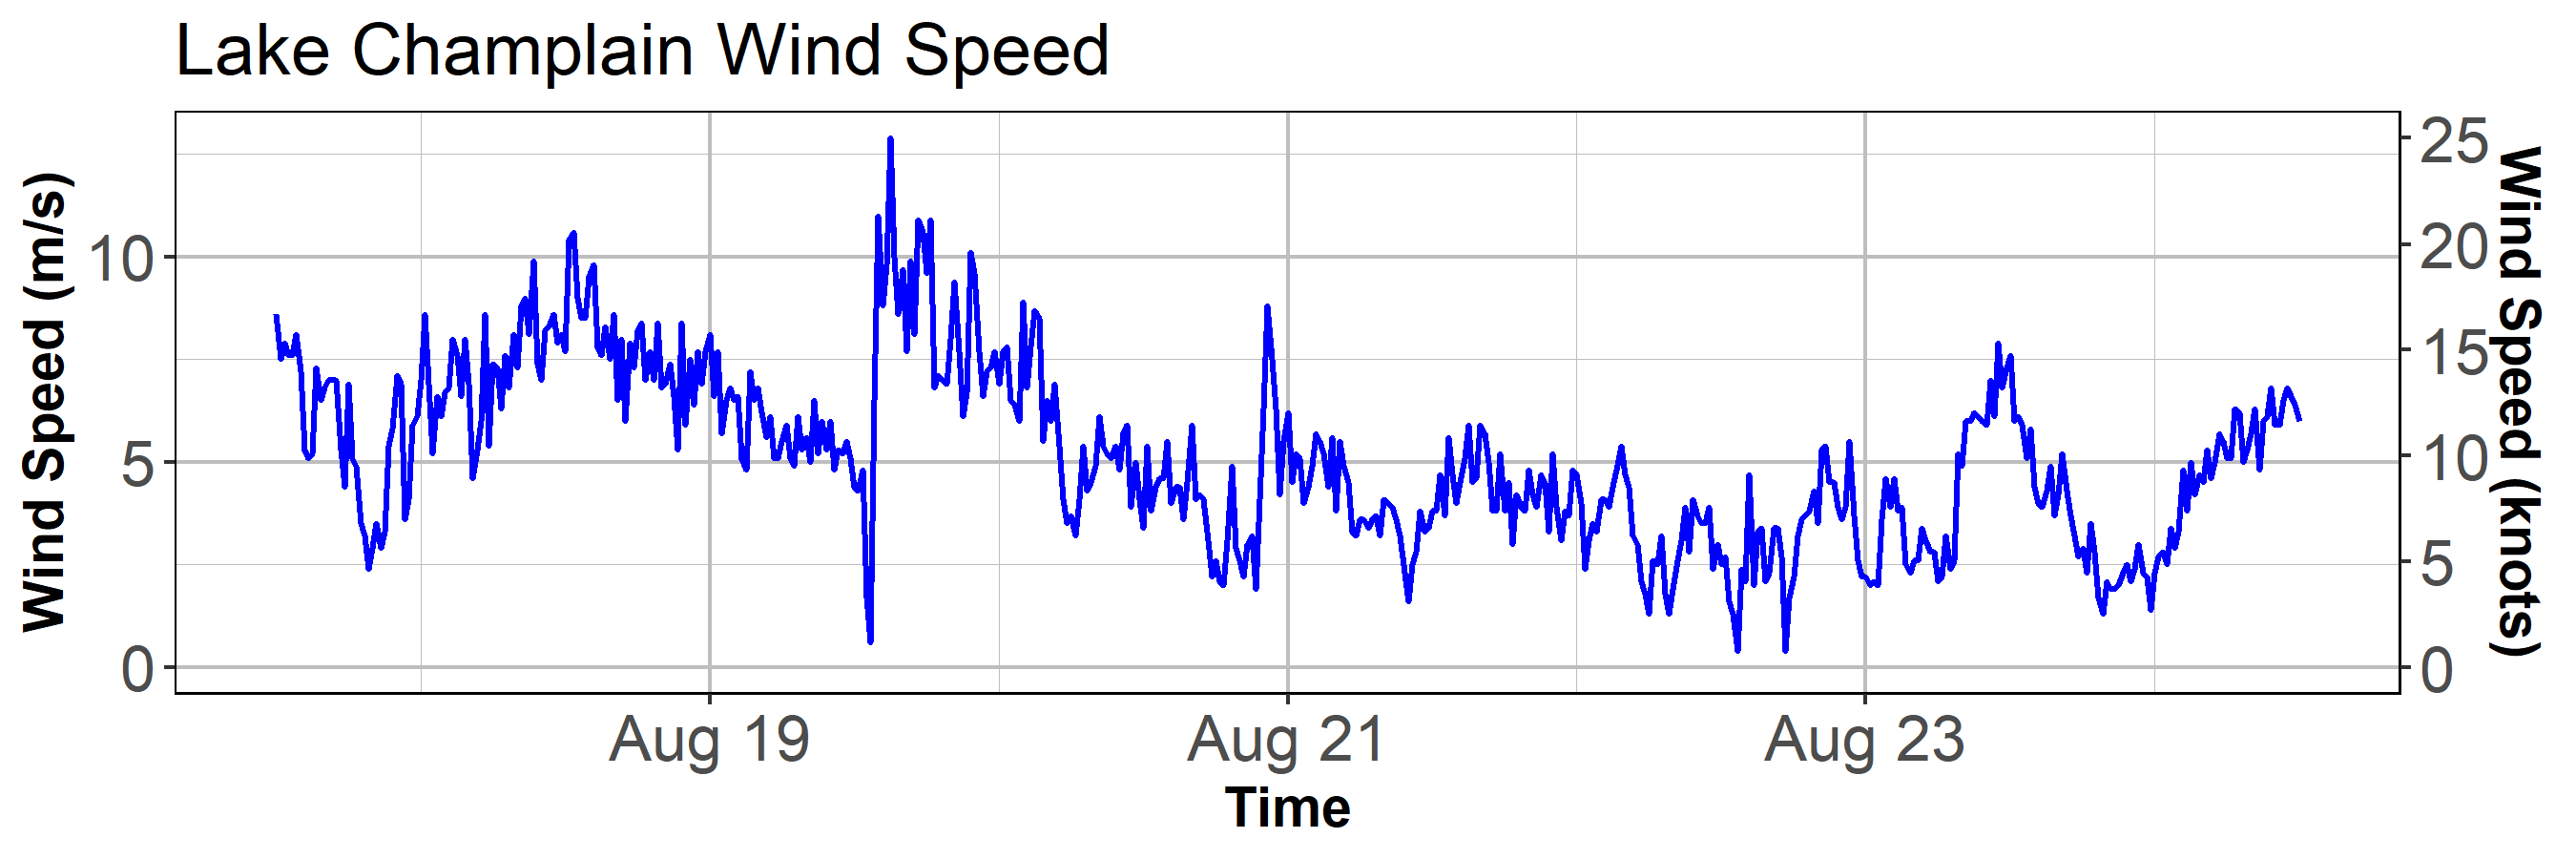 Lake Champlain Wind Speed
Wind Speed (m/s)
10
5
0
25
20
15
10
5
0
Wind Speed (knots)
Aug 19 Aug 21 Aug 23
Time